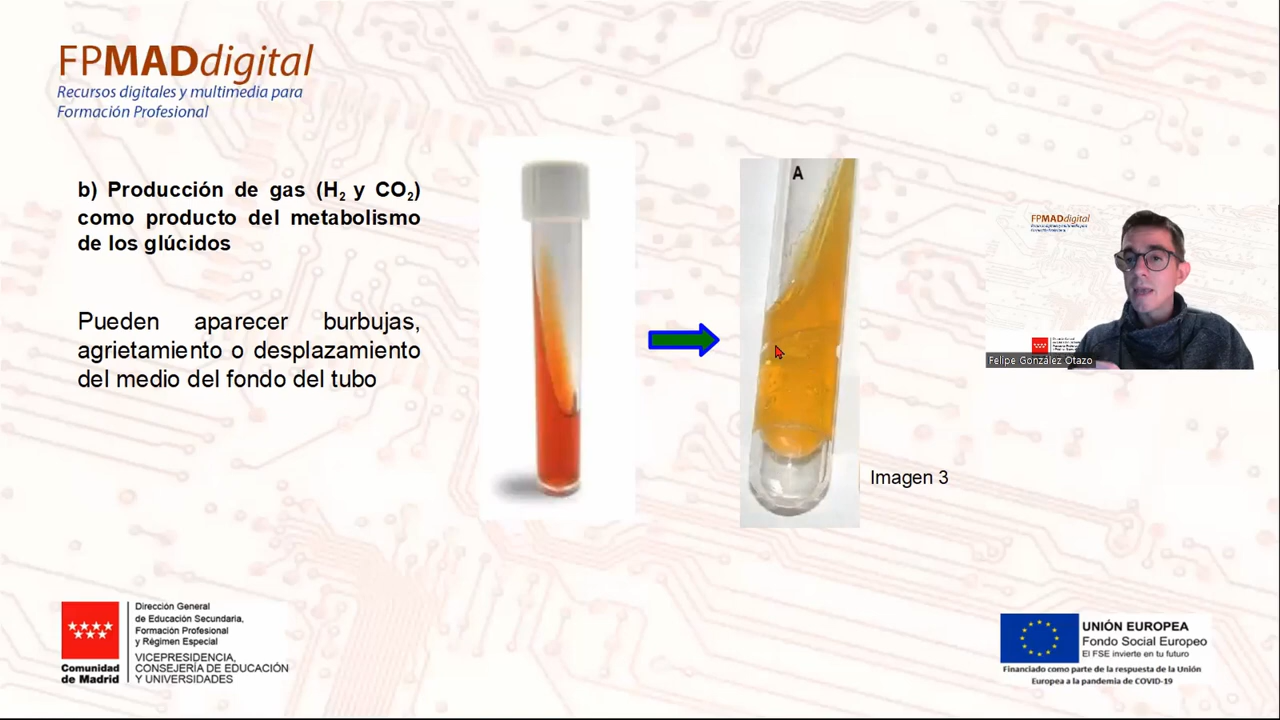 FPMADdigital
Recursos digitales y multimedia para
Formación Profesional
b) Producción de gas (H2 y CO2)
como producto del metabolismo
de los glúcidos
Pueden aparecer burbujas,
agrietamiento o desplazamiento
del medio del fondo del tubo
A
Imagen 3
FPMADdigital
Felipe González Otazo
Comunidad
de Madrid
Dirección General
de Educación Secundaria,
Formación Profesional
y Régimen Especial
VICEPRESIDENCIA,
CONSEJERÍA DE EDUCACIÓN
Y UNIVERSIDADES
UNIÓN EUROPEA
Fondo Social Europeo
El FSE invierte en tu futuro
Financiado como parte de la respuesta de la Unión
Europea a la pandemia de COVID-19